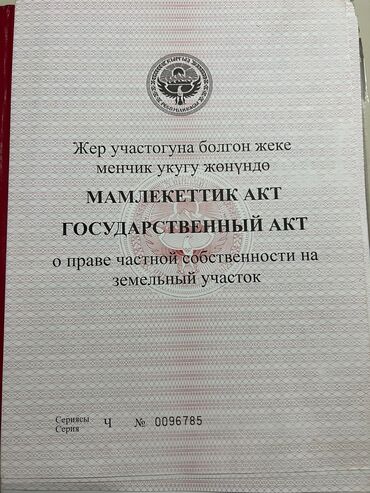 Жер участогуна болгон жеке
менчик укугу жөнүндө
МАМЛЕКЕТТИК АКТ
ГОСУДАРСТВЕННЫЙ АКТ
о праве частной собственности на
земельный участок
Сериясы
Серия Ч № 0096785